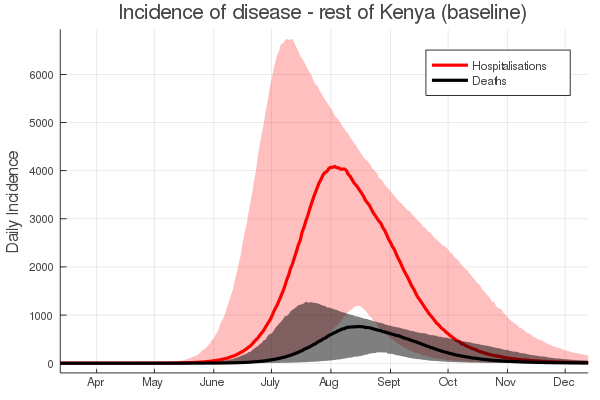 Incidence of disease - rest of Kenya (baseline)
Hospitalisations
Deaths
Daily Incidence
6000
5000
4000
3000
2000
1000
0
Apr May June July Aug Sept Oct Nov Dec